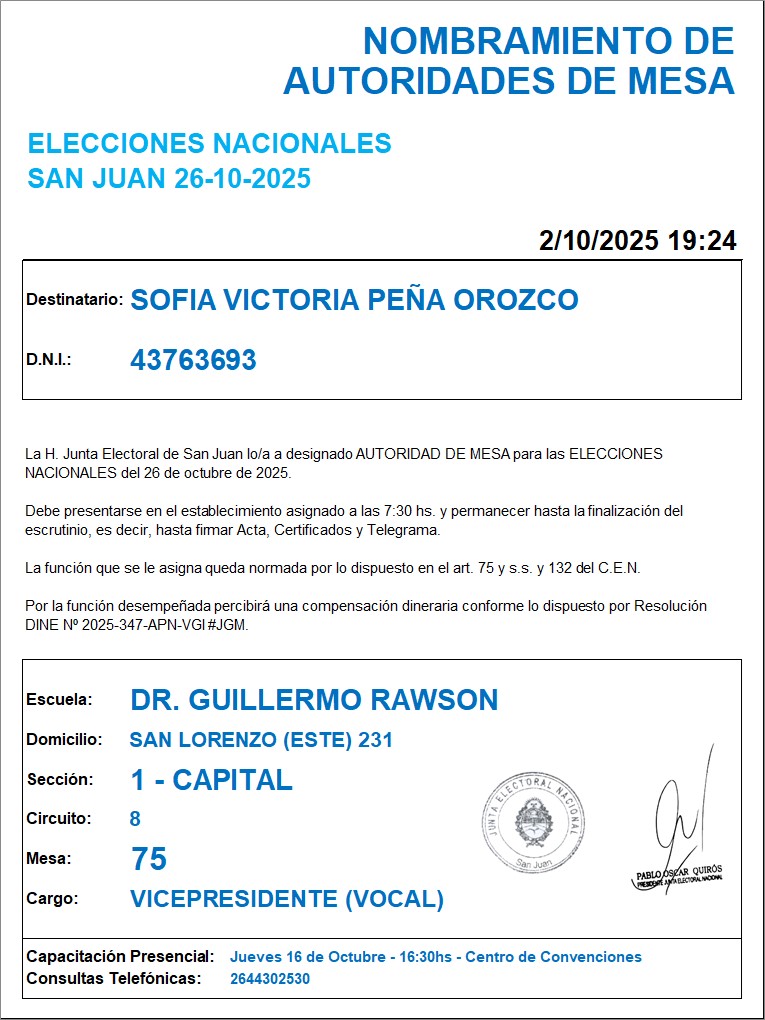 NOMBRAMIENTO DE
AUTORIDADES DE MESA
ELECCIONES NACIONALES
SAN JUAN 26-10-2025
2/10/2025 19:24
Destinatario: SOFIA VICTORIA PEÑA OROZCO
D.N.I.: 43763693
La H. Junta Electoral de San Juan lo/a a designado AUTORIDAD DE MESA para las ELECCIONES
NACIONALES del 26 de octubre de 2025.
Debe presentarse en el establecimiento asignado a las 7:30 hs. y permanecer hasta la finalización del
escrutinio, es decir, hasta firmar Acta, Certificados y Telegrama.
La función que se le asigna queda normada por lo dispuesto en el art. 75 y s.s. y 132 del C.E.N.
Por la función desempeñada percibirá una compensación dineraria conforme lo dispuesto por Resolución
DINE Nº 2025-347-APN-VGI#JGM.
Escuela: DR. GUILLERMO RAWSON
Domicilio: SAN LORENZO (ESTE) 231
Sección: 1 - CAPITAL
Circuito: 8
Mesa: 75
Cargo: VICEPRESIDENTE (VOCAL)
JUNTA ELECTORAL NACIONAL
San Juan
PABLO OSCAR QUIRÓS
PRESIDENTE JUNTA ELECTORAL NACIONAL
Capacitación Presencial: Jueves 16 de Octubre - 16:30hs - Centro de Convenciones
Consultas Telefónicas: 2644302530